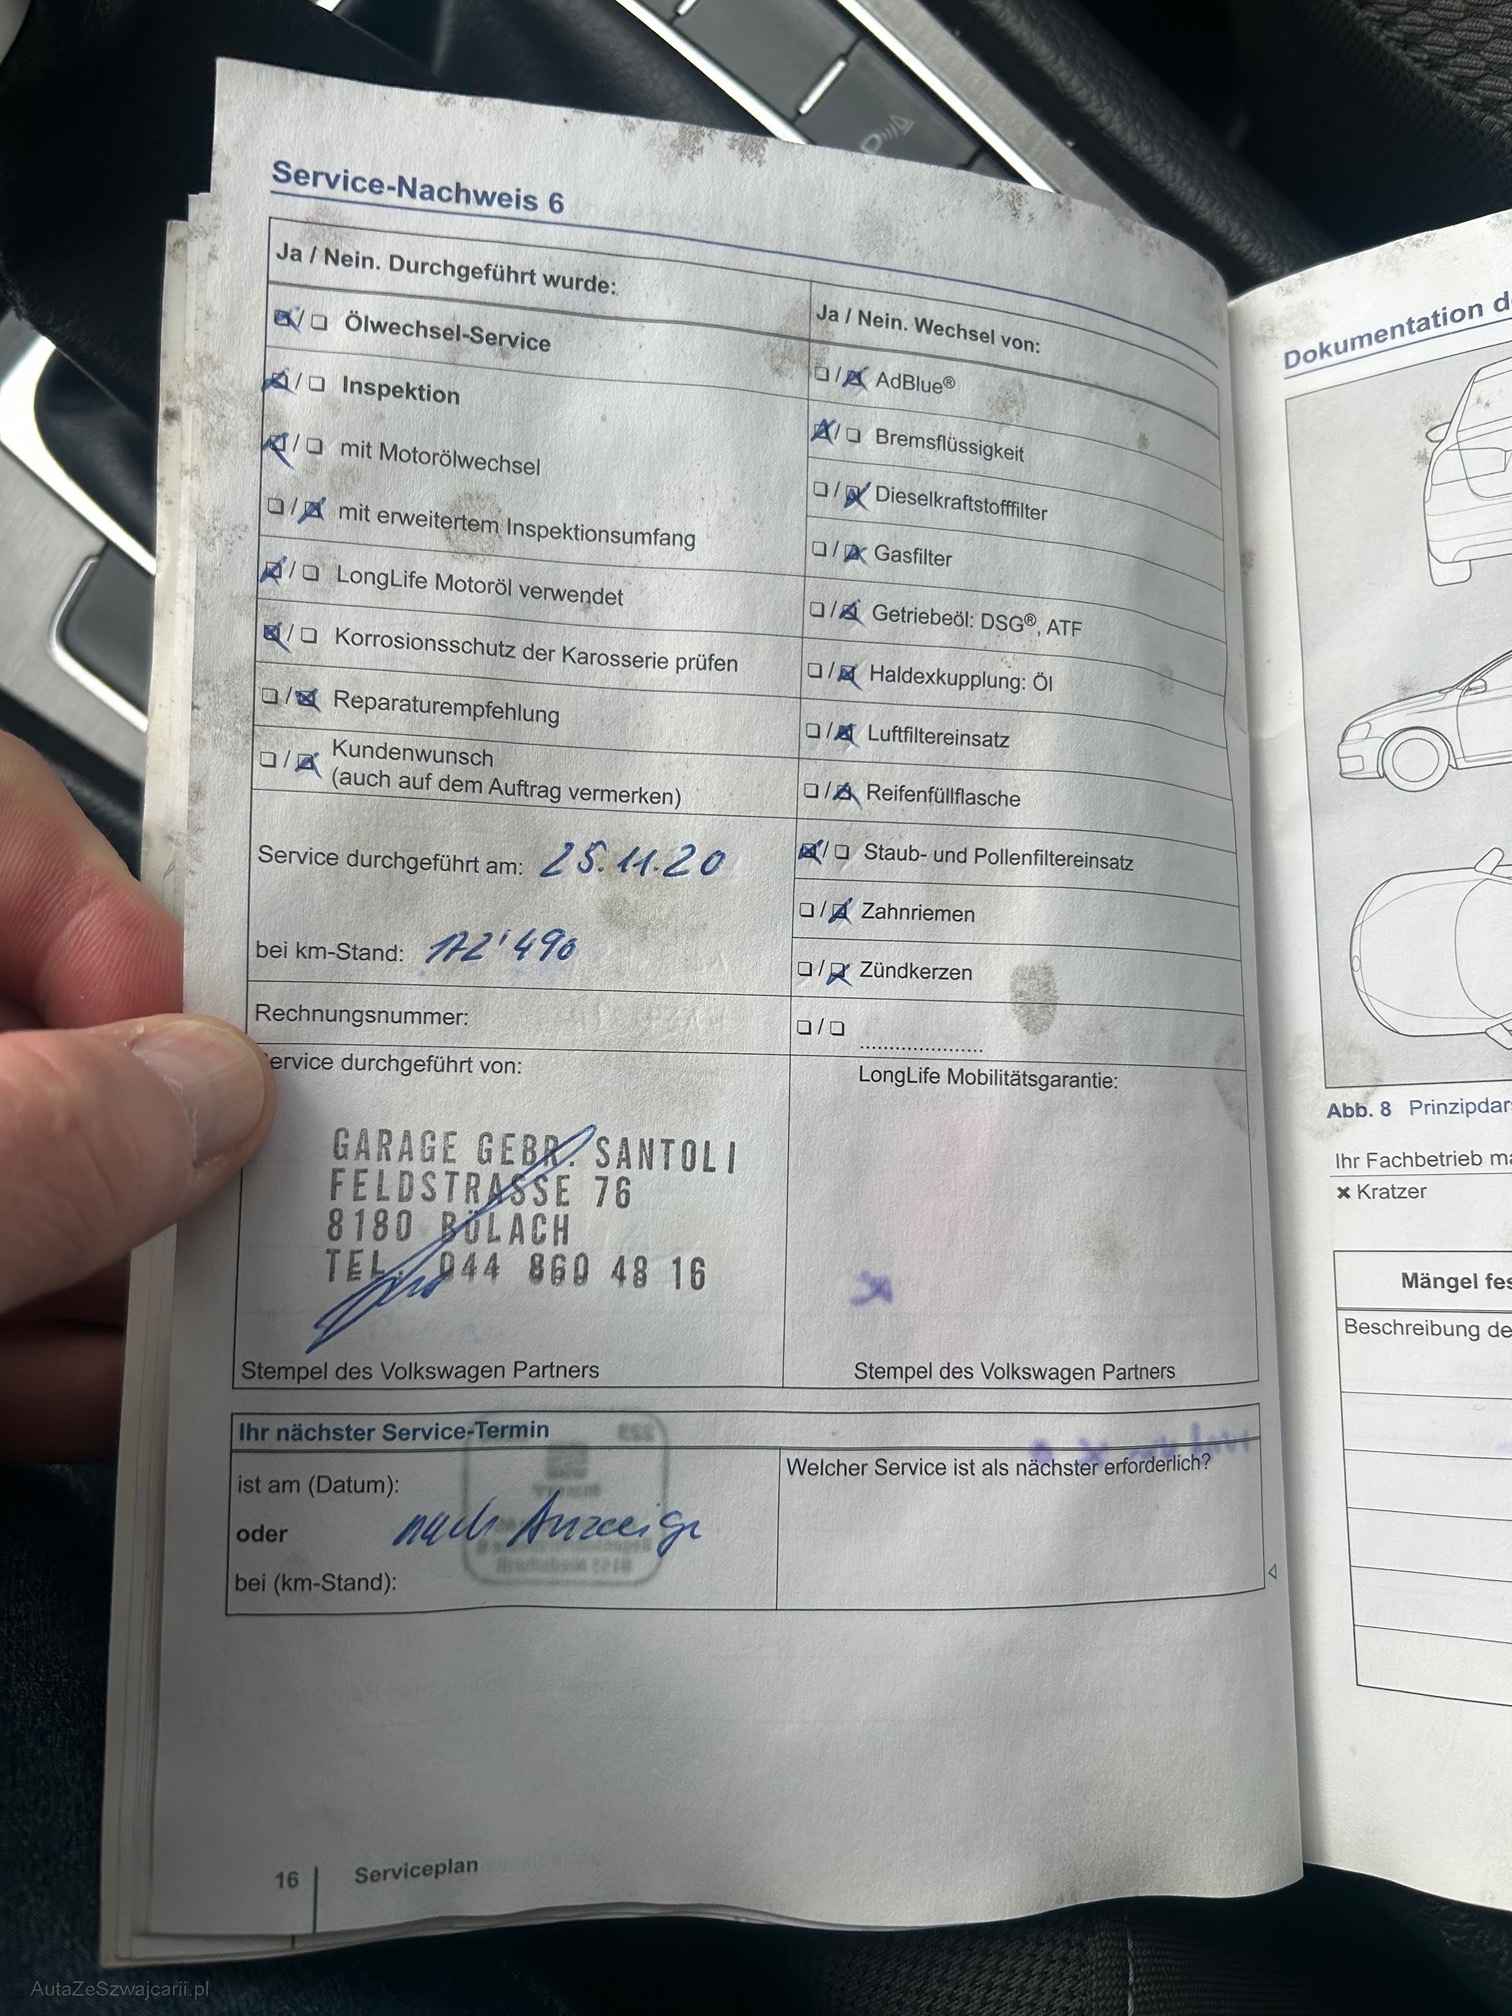 Service-Nachweis 6
Ja / Nein. Durchgeführt wurde:
Ölwechsel-Service
Inspektion
mit Motorölwechsel
mit erweitertem Inspektionsumfang
LongLife Motoröl verwendet
Korrosionsschutz der Karosserie prüfen
Reparaturempfehlung
Kundenwunsch
(auch auf dem Auftrag vermerken)
Service durchgeführt am: 25.11.20
bei km-Stand: 172'490
Rechnungsnummer:
ervice durchgeführt von:
GARAGE GEBR. SANTOLI
FELDSTRASSE 76
8180 BÜLACH
TEL. 044 860 48 16
Stempel des Volkswagen Partners
Ja / Nein. Wechsel von:
AdBlue®
Bremsflüssigkeit
Dieselkraftstofffilter
Gasfilter
Getriebeöl: DSG®, ATF
Haldexkupplung: Öl
Luftfiltereinsatz
Reifenfüllflasche
Staub- und Pollenfiltereinsatz
Zahnriemen
Zündkerzen
LongLife Mobilitätsgarantie:
Stempel des Volkswagen Partners
Ihr nächster Service-Termin
ist am (Datum):
oder nach Anzeige
bei (km-Stand):
Welcher Service ist als nächster erforderlich?
16 Serviceplan
Dokumentation d
Abb. 8 Prinzipdar
Ihr Fachbetrieb ma
× Kratzer
Mängel fes
Beschreibung de
AutaZeSzwajcarii.pl